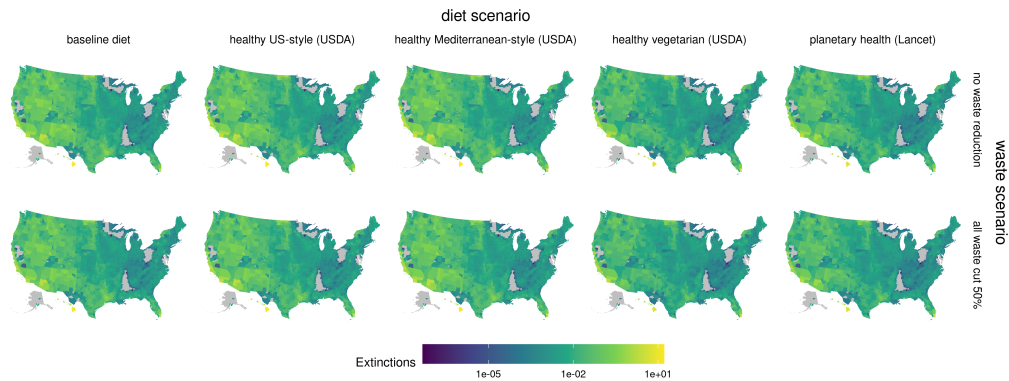 diet scenario
baseline diet
healthy US-style (USDA)
healthy Mediterranean-style (USDA)
healthy vegetarian (USDA)
planetary health (Lancet)
no waste reduction
all waste cut 50%
waste scenario
Extinctions
1e-05
1e-02
1e+01